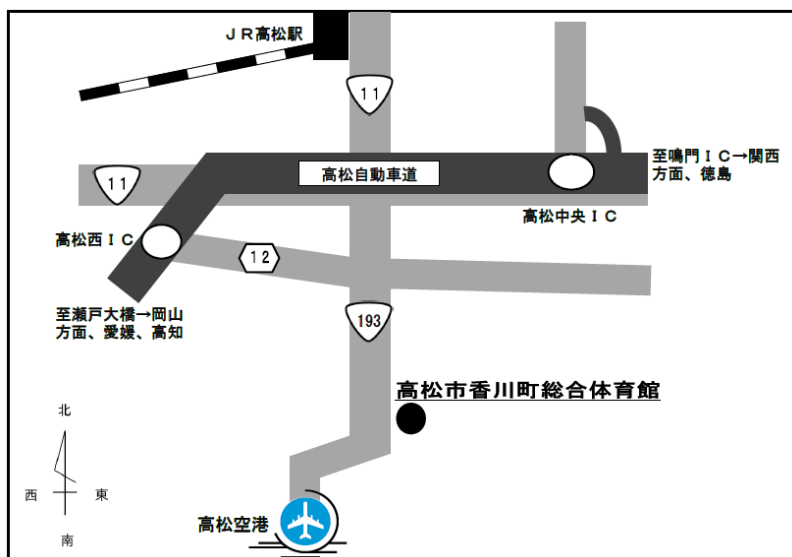 ＪＲ高松駅
１１
１１
高松自動車道
至鳴門ＩＣ→関西
方面、徳島
高松中央ＩＣ
高松西ＩＣ
１２
至瀬戸大橋→岡山
方面、愛媛、高知
193
高松市香川町総合体育館
北
西
東
南
高松空港